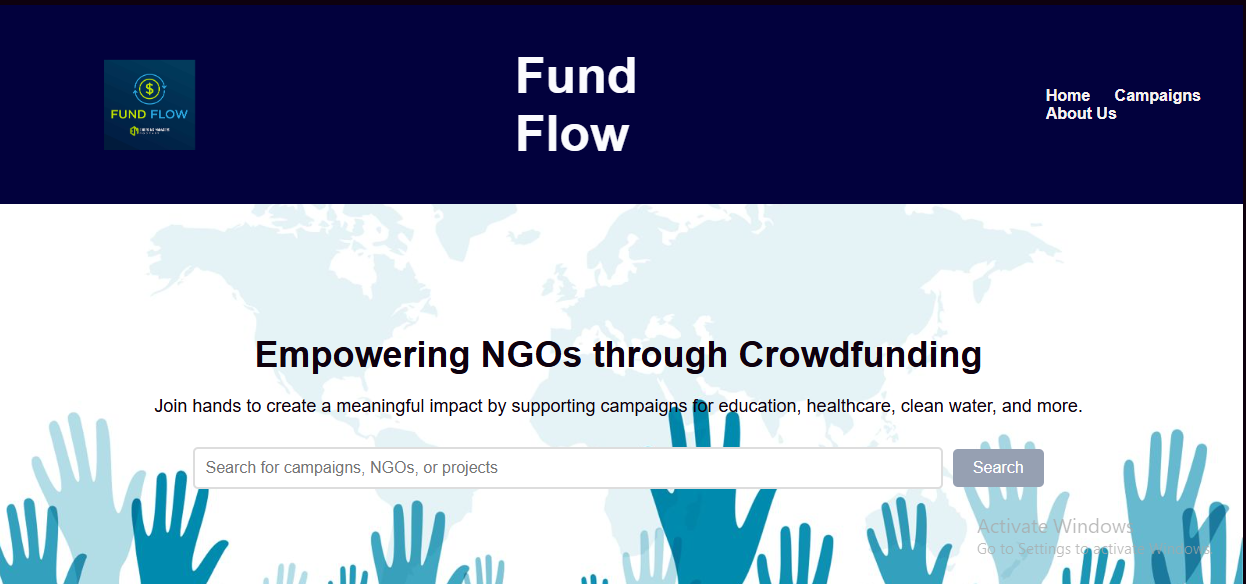 FUND FLOW
Fund
Flow
Home Campaigns
About Us
Empowering NGOs through Crowdfunding
Join hands to create a meaningful impact by supporting campaigns for education, healthcare, clean water, and more.
Search for campaigns, NGOs, or projects
Search
Activate Windows
Go to Settings to activate Windows.